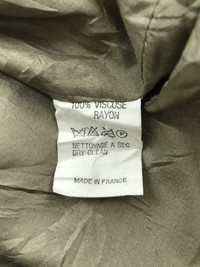 100% VISCOSE
RAYON
P
NETTOYAGE A SEC
DRY CLEAN
MADE IN FRANCE